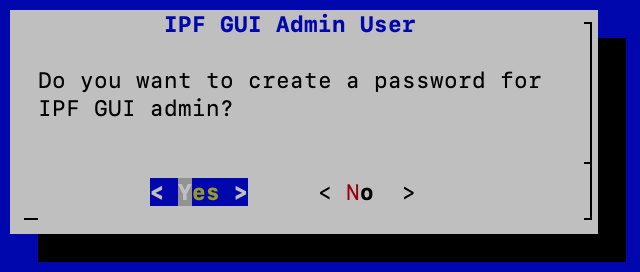 IPF GUI Admin User
Do you want to create a password for
IPF GUI admin?
< Yes > < No >